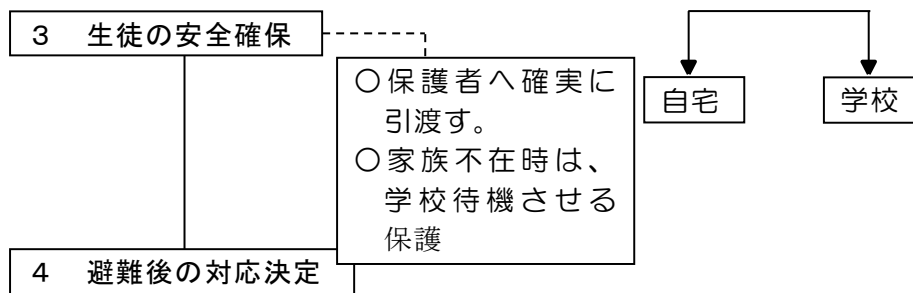 ３　生徒の安全確保
○保護者へ確実に
引渡す。
○家族不在時は、
学校待機させる
保護
自宅
学校
４　避難後の対応決定